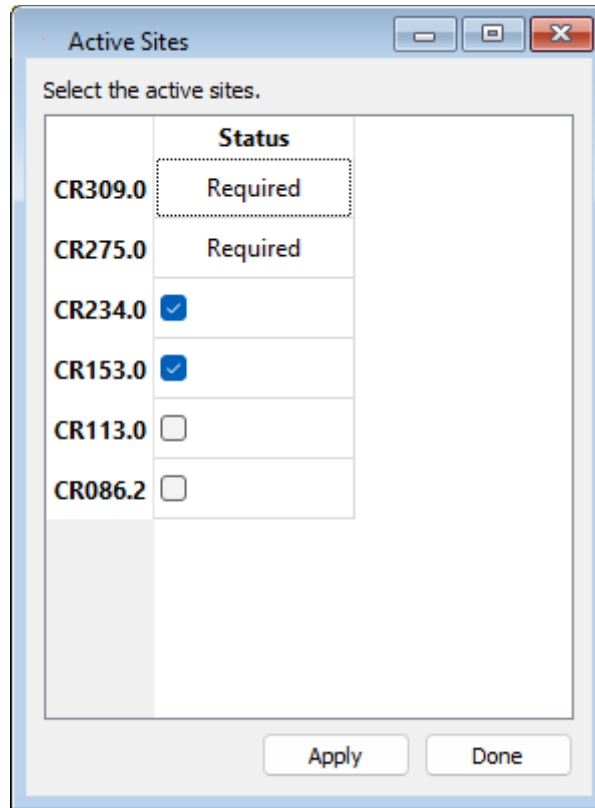 Active Sites
Select the active sites.
Status
CR309.0 Required
CR275.0 Required
CR234.0
CR153.0
CR113.0
CR086.2
Apply Done